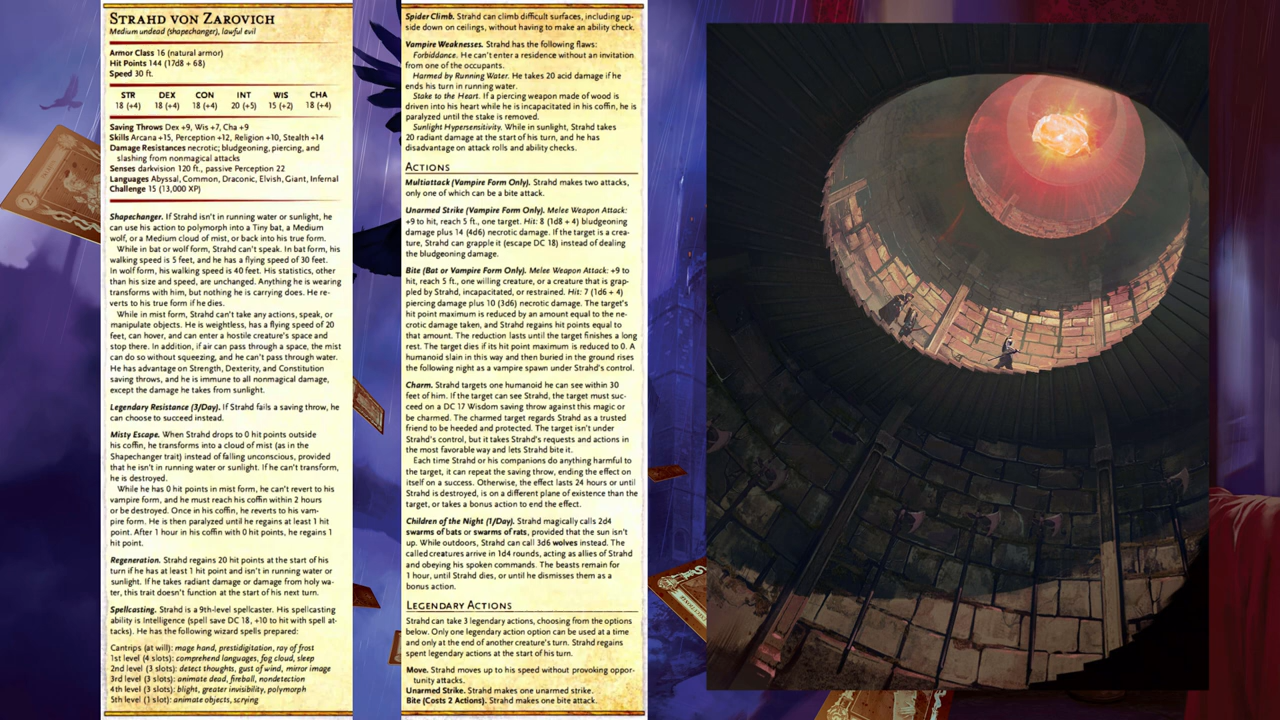 STRAHD VON ZAROVICH
Medium undead (shapechanger), lawful evil
Armor Class 16 (natural armor)
Hit Points 144 (17d8 + 68)
Speed 30 ft.
STR DEX CON INT WIS CHA
18 (+4) 18 (+4) 18 (+4) 20 (+5) 15 (+2) 18 (+4)
Saving Throws Dex +9, Wis +7, Cha +9
Skills Arcana +15, Perception +12, Religion +10, Stealth +14
Damage Resistances necrotic; bludgeoning, piercing, and
slashing from nonmagical attacks
Senses darkvision 120 ft., passive Perception 22
Languages Abyssal, Common, Draconic, Elvish, Giant, Infernal
Challenge 15 (13,000 XP)
Shapechanger. If Strahd isn't in running water or sunlight, he
can use his action to polymorph into a Tiny bat, a Medium
wolf, or a Medium cloud of mist, or back into his true form.
While in bat or wolf form, Strahd can't speak. In bat form, his
walking speed is 5 feet, and he has a flying speed of 30 feet.
In wolf form, his walking speed is 40 feet. His statistics, other
than his size and speed, are unchanged. Anything he is wearing
transforms with him, but nothing he is carrying does. He re-
verts to his true form if he dies.
While in mist form, Strahd can't take any actions, speak, or
manipulate objects. He is weightless, has a flying speed of 20
feet, can hover, and can enter a hostile creature's space and
stop there. In addition, if air can pass through a space, the mist
can do so without squeezing, and he can't pass through water.
He has advantage on Strength, Dexterity, and Constitution
saving throws, and he is immune to all nonmagical damage,
except the damage he takes from sunlight.
Legendary Resistance (3/Day). If Strahd fails a saving throw, he
can choose to succeed instead.
Misty Escape. When Strahd drops to 0 hit points outside
his coffin, he transforms into a cloud of mist (as in the
Shapechanger trait) instead of falling unconscious, provided
that he isn't in running water or sunlight. If he can't transform,
he is destroyed.
While he has 0 hit points in mist form, he can't revert to his
vampire form, and he must reach his coffin within 2 hours
or be destroyed. Once in his coffin, he reverts to his vam-
pire form. He is then paralyzed until he regains at least 1 hit
point. After 1 hour in his coffin with 0 hit points, he regains 1
hit point.
Regeneration. Strahd regains 20 hit points at the start of his
turn if he has at least 1 hit point and isn't in running water or
sunlight. If he takes radiant damage or damage from holy wa-
ter, this trait doesn't function at the start of his next turn.
Spellcasting. Strahd is a 9th-level spellcaster. His spellcasting
ability is Intelligence (spell save DC 18, +10 to hit with spell at-
tacks). He has the following wizard spells prepared:
Cantrips (at will): mage hand, prestidigitation, ray of frost
1st level (4 slots): comprehend languages, fog cloud, sleep
2nd level (3 slots): detect thoughts, gust of wind, mirror image
3rd level (3 slots): animate dead, fireball, nondetection
4th level (3 slots): blight, greater invisibility, polymorph
5th level (1 slot): animate objects, scrying
Spider Climb. Strahd can climb difficult surfaces, including up-
side down on ceilings, without having to make an ability check.
Vampire Weaknesses. Strahd has the following flaws:
Forbiddance. He can't enter a residence without an invitation
from one of the occupants.
Harmed by Running Water. He takes 20 acid damage if he
ends his turn in running water.
Stake to the Heart. If a piercing weapon made of wood is
driven into his heart while he is incapacitated in his coffin, he is
paralyzed until the stake is removed.
Sunlight Hypersensitivity. While in sunlight, Strahd takes
20 radiant damage at the start of his turn, and he has
disadvantage on attack rolls and ability checks.
ACTIONS
Multiattack (Vampire Form Only). Strahd makes two attacks,
only one of which can be a bite attack.
Unarmed Strike (Vampire Form Only). Melee Weapon Attack:
+9 to hit, reach 5 ft., one target. Hit: 8 (1d8 + 4) bludgeoning
damage plus 14 (4d6) necrotic damage. If the target is a crea-
ture, Strahd can grapple it (escape DC 18) instead of dealing
the bludgeoning damage.
Bite (Bat or Vampire Form Only). Melee Weapon Attack: +9 to
hit, reach 5 ft., one willing creature, or a creature that is grap-
pled by Strahd, incapacitated, or restrained. Hit: 7 (1d6 + 4)
piercing damage plus 10 (3d6) necrotic damage. The target's
hit point maximum is reduced by an amount equal to the ne-
crotic damage taken, and Strahd regains hit points equal to
that amount. The reduction lasts until the target finishes a long
rest. The target dies if its hit point maximum is reduced to 0. A
humanoid slain in this way and then buried in the ground rises
the following night as a vampire spawn under Strahd's control.
Charm. Strahd targets one humanoid he can see within 30
feet of him. If the target can see Strahd, the target must suc-
ceed on a DC 17 Wisdom saving throw against this magic or
be charmed. The charmed target regards Strahd as a trusted
friend to be heeded and protected. The target isn't under
Strahd's control, but it takes Strahd's requests and actions in
the most favorable way and lets Strahd bite it.
Each time Strahd or his companions do anything harmful to
the target, it can repeat the saving throw, ending the effect on
itself on a success. Otherwise, the effect lasts 24 hours or until
Strahd is destroyed, is on a different plane of existence than the
target, or takes a bonus action to end the effect.
Children of the Night (1/Day). Strahd magically calls 2d4
swarms of bats or swarms of rats, provided that the sun isn't
up. While outdoors, Strahd can call 3d6 wolves instead. The
called creatures arrive in 1d4 rounds, acting as allies of Strahd
and obeying his spoken commands. The beasts remain for
1 hour, until Strahd dies, or until he dismisses them as a
bonus action.
LEGENDARY ACTIONS
Strahd can take 3 legendary actions, choosing from the options
below. Only one legendary action option can be used at a time
and only at the end of another creature's turn. Strahd regains
spent legendary actions at the start of his turn.
Move. Strahd moves up to his speed without provoking oppor-
tunity attacks.
Unarmed Strike. Strahd makes one unarmed strike.
Bite (Costs 2 Actions). Strahd makes one bite attack.